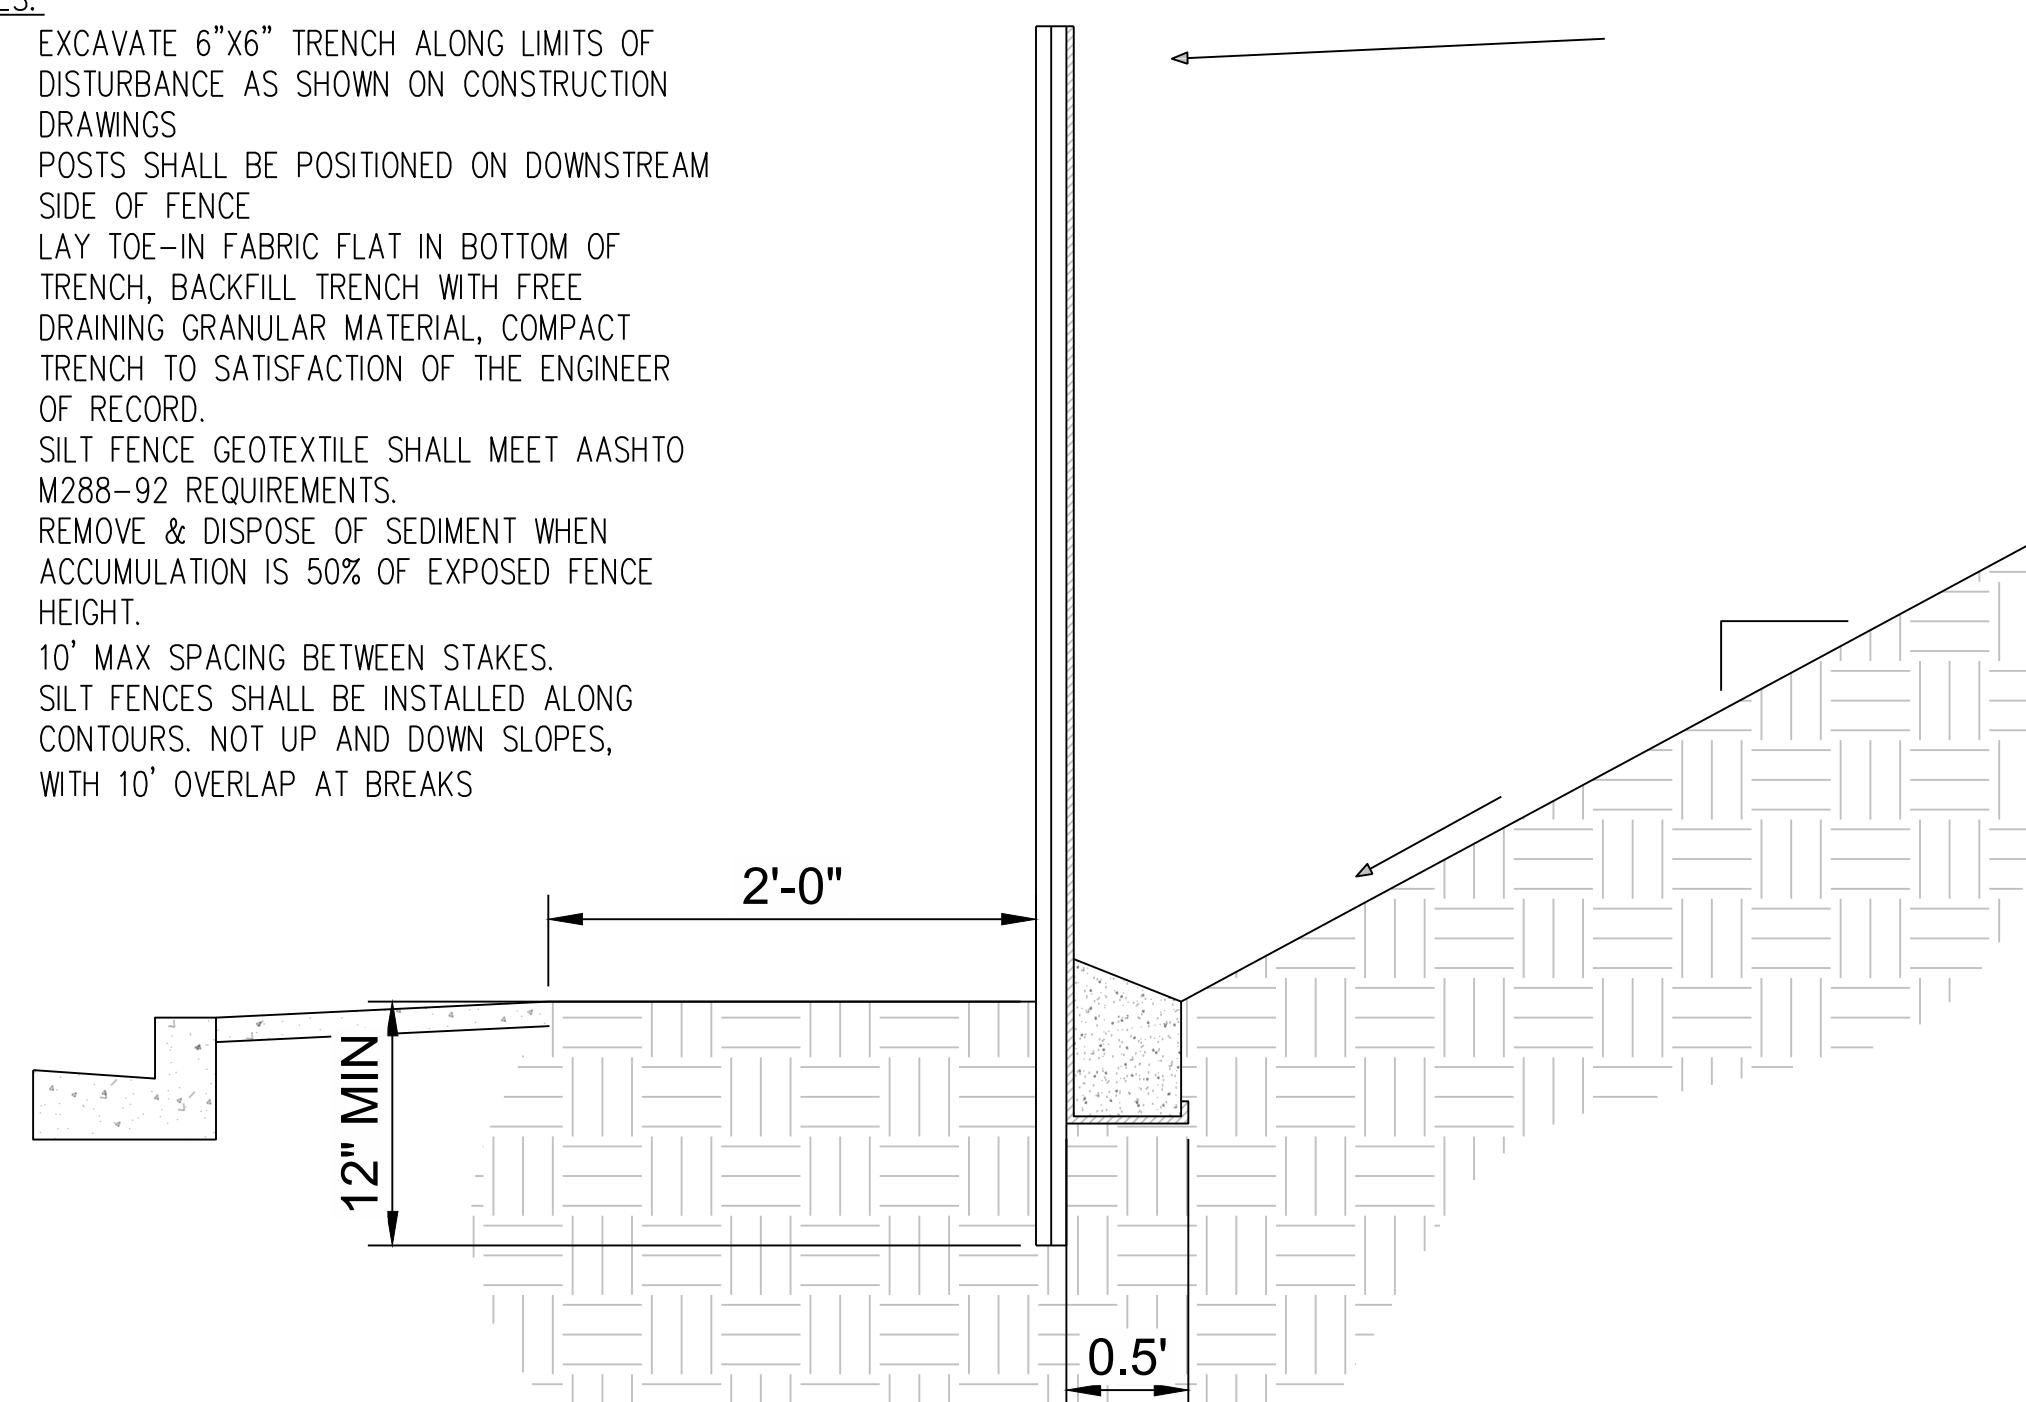 EXCAVATE 6”X6” TRENCH ALONG LIMITS OF
DISTURBANCE AS SHOWN ON CONSTRUCTION
DRAWINGS
POSTS SHALL BE POSITIONED ON DOWNSTREAM
SIDE OF FENCE
LAY TOE-IN FABRIC FLAT IN BOTTOM OF
TRENCH, BACKFILL TRENCH WITH FREE
DRAINING GRANULAR MATERIAL, COMPACT
TRENCH TO SATISFACTION OF THE ENGINEER
OF RECORD.
SILT FENCE GEOTEXTILE SHALL MEET AASHTO
M288-92 REQUIREMENTS.
REMOVE & DISPOSE OF SEDIMENT WHEN
ACCUMULATION IS 50% OF EXPOSED FENCE
HEIGHT.
10' MAX SPACING BETWEEN STAKES.
SILT FENCES SHALL BE INSTALLED ALONG
CONTOURS. NOT UP AND DOWN SLOPES,
WITH 10' OVERLAP AT BREAKS
2'-0"
12" MIN
0.5'